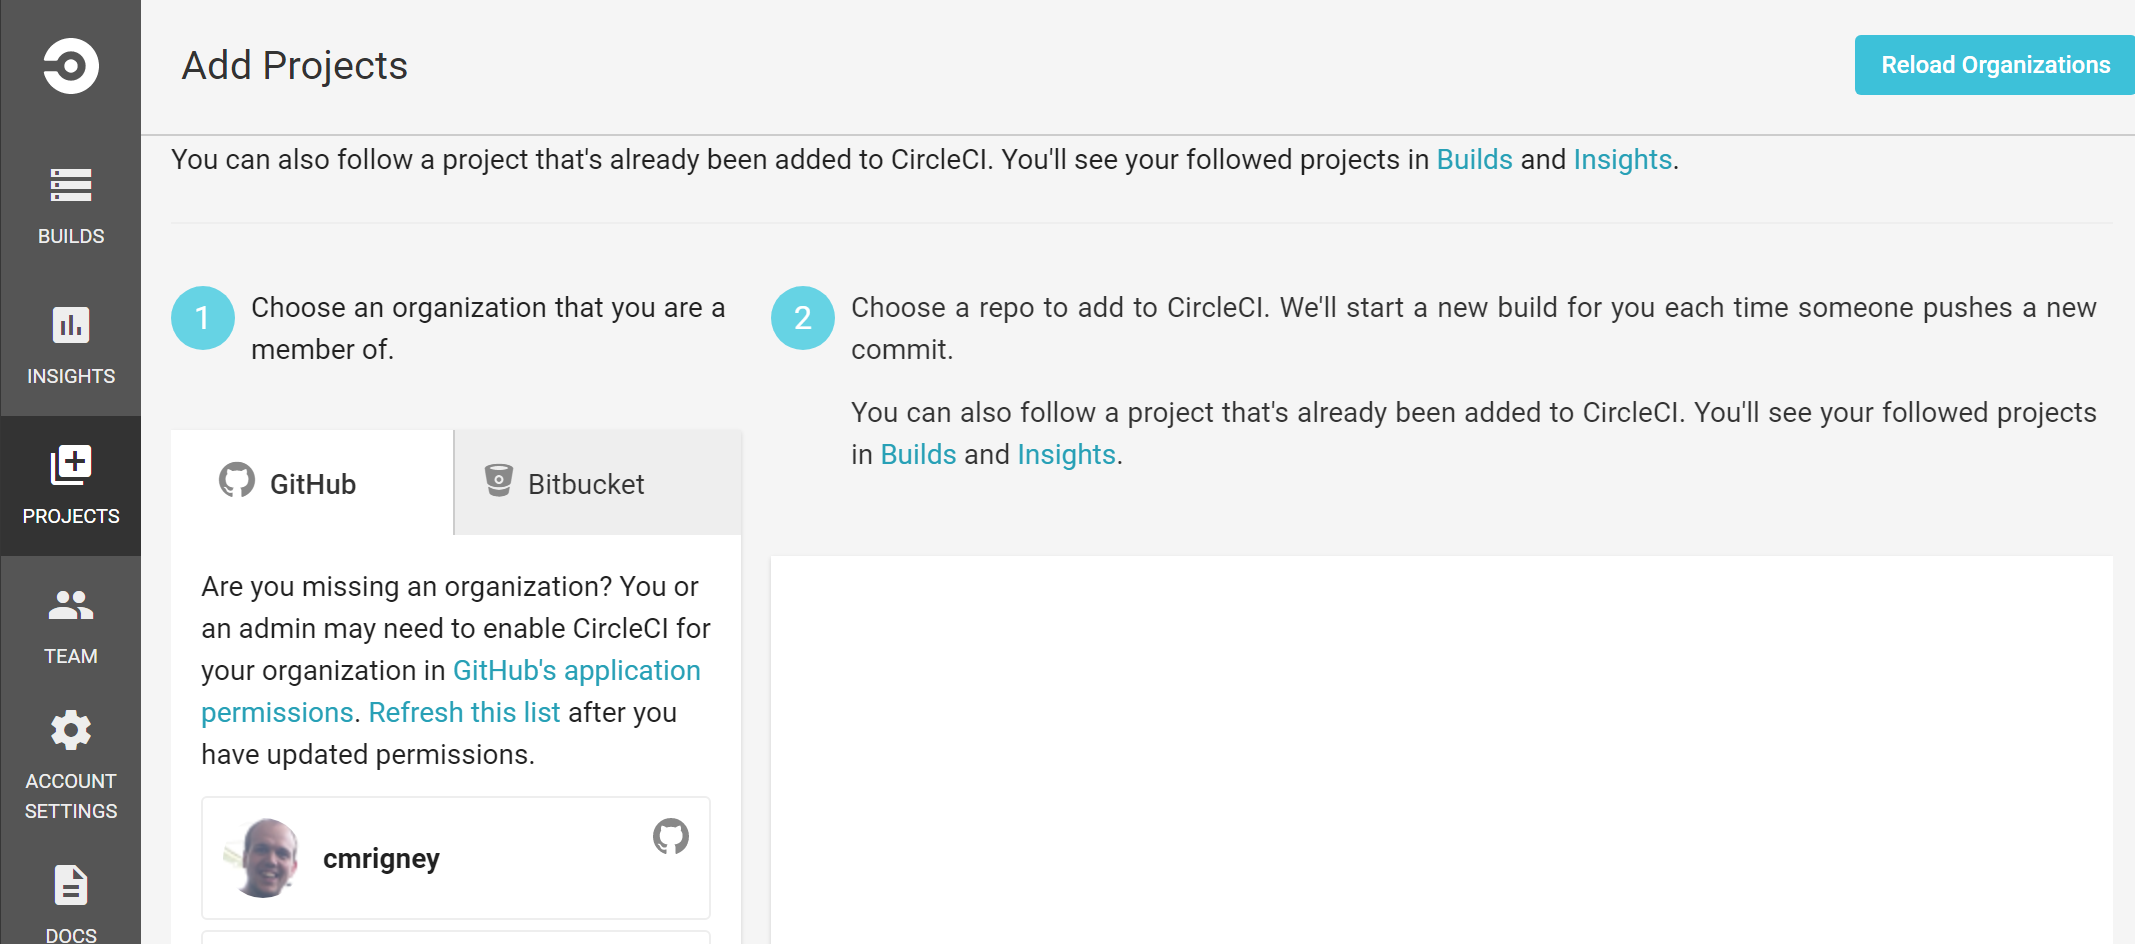 Add Projects
Reload Organizations
You can also follow a project that's already been added to CircleCI. You'll see your followed projects in Builds and Insights.
BUILDS
INSIGHTS
PROJECTS
TEAM
ACCOUNT
SETTINGS
DOCS
1
Choose an organization that you are a
member of.
GitHub
Bitbucket
Are you missing an organization? You or
an admin may need to enable CircleCI for
your organization in GitHub's application
permissions. Refresh this list after you
have updated permissions.
cmrigney
2
Choose a repo to add to CircleCI. We'll start a new build for you each time someone pushes a new
commit.
You can also follow a project that's already been added to CircleCI. You'll see your followed projects
in Builds and Insights.